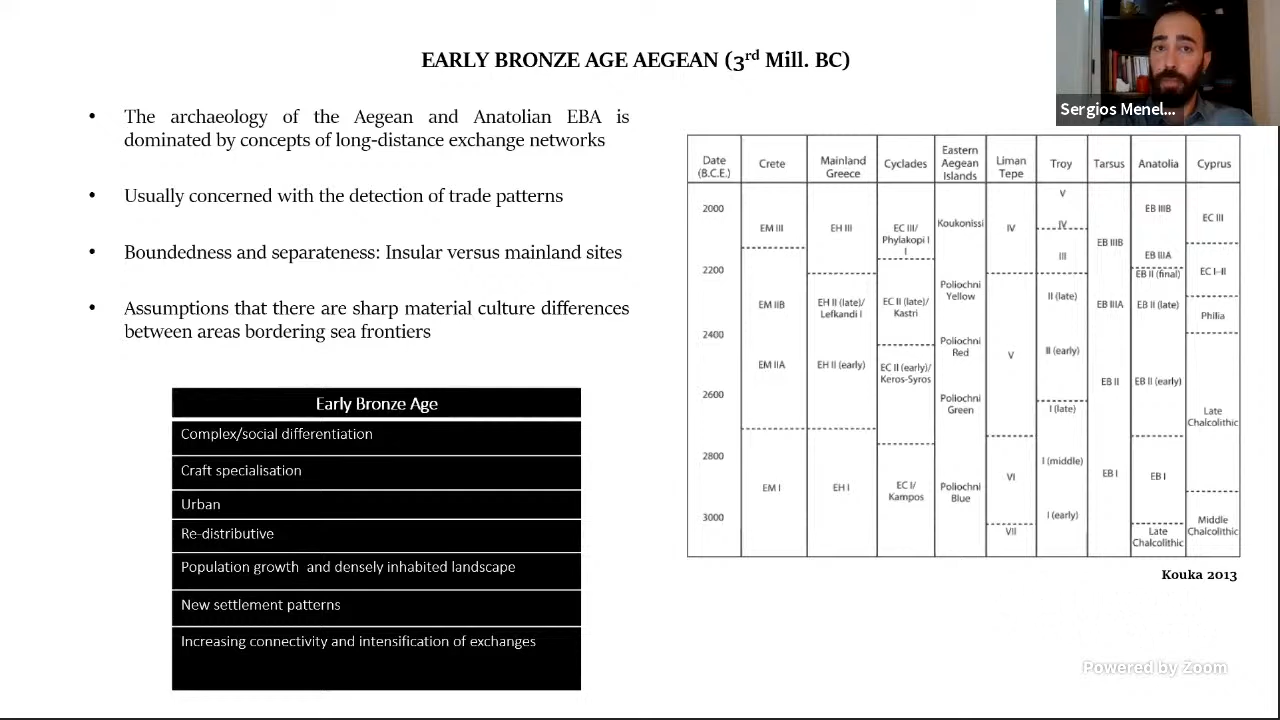 EARLY BRONZE AGE AEGEAN (3rd Mill. BC)
• The archaeology of the Aegean and Anatolian EBA is
dominated by concepts of long-distance exchange networks
• Usually concerned with the detection of trade patterns
• Boundedness and separateness: Insular versus mainland sites
• Assumptions that there are sharp material culture differences
between areas bordering sea frontiers
Early Bronze Age
Complex/social differentiation
Craft specialisation
Urban
Re-distributive
Population growth and densely inhabited landscape
New settlement patterns
Increasing connectivity and intensification of exchanges
Sergios Menel...
Date
(B.C.E.)
Crete
Mainland
Greece
Cyclades
Eastern
Aegean
Islands
Liman
Tepe
Troy
Tarsus
Anatolia
Cyprus
2000
2200
2400
2600
2800
3000
EM III
EM IIB
EM IIA
EM I
EH III
EH II (late)/
Lefkandi I
EH II (early)
EH I
EC III/
Phylakopi I
I
EC II (late)/
Kastri
EC II (early)/
Keros-Syros
EC I/
Kampos
Koukonissi
Poliochni
Yellow
Poliochni
Red
Poliochni
Green
Poliochni
Blue
IV
V
VI
VII
V
IV
III
II (late)
II (early)
I (late)
I (middle)
I (early)
EB IIIB
EB IIIA
EB II
EB I
EB IIIB
EB IIIA
EB II (final)
EB II (late)
EB II (early)
EB I
Late
Chalcolithic
EC III
EC I–II
Philia
Late
Chalcolithic
Middle
Chalcolithic
Kouka 2013
Powered by Zoom